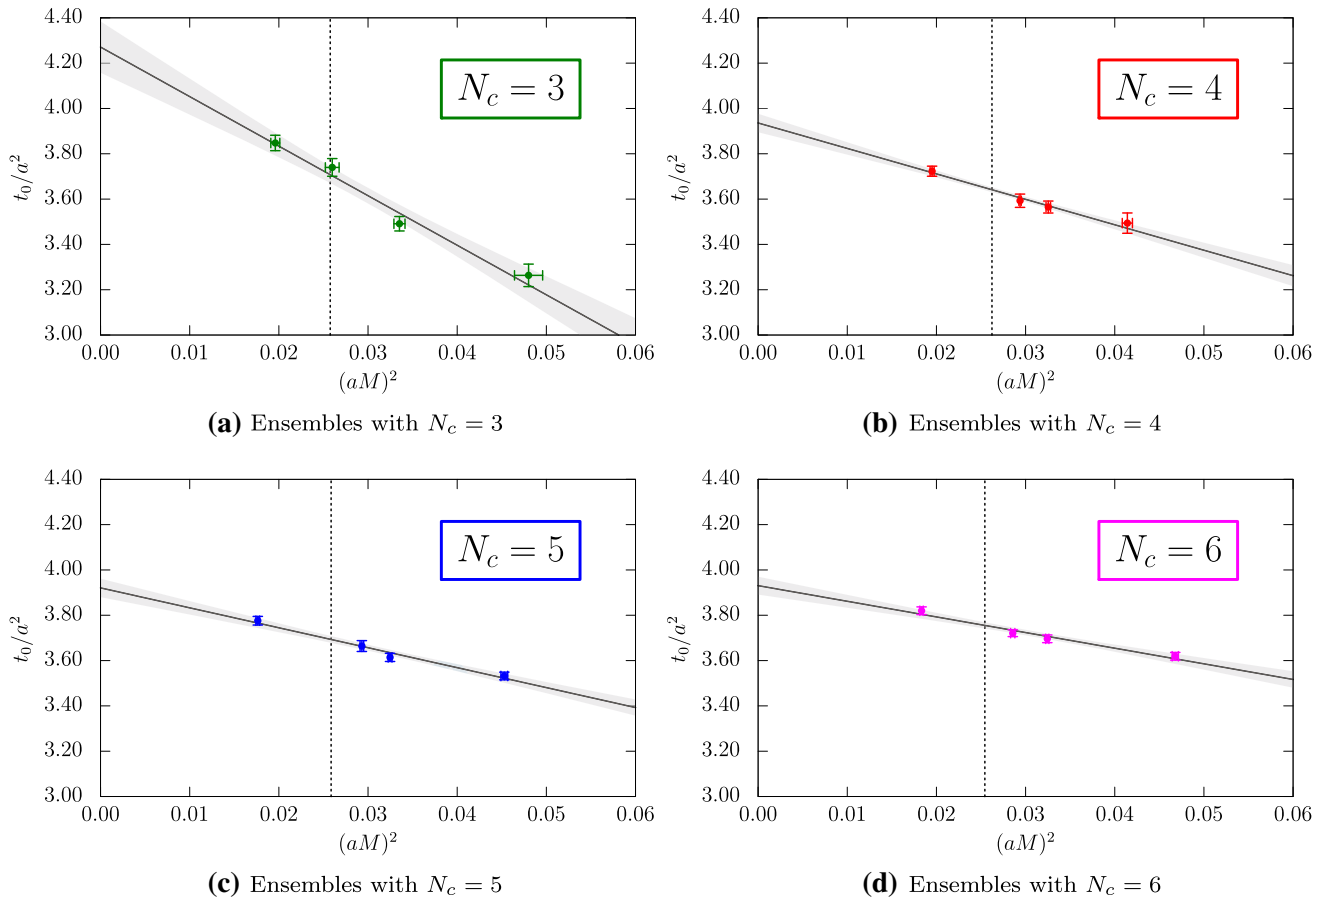 4.40
4.20
4.00
3.80
3.60
3.40
3.20
3.00
t₀/a²
N_c = 3
0.00 0.01 0.02 0.03 0.04 0.05 0.06
(aM)²
(a) Ensembles with N_c = 3
4.40
4.20
4.00
3.80
3.60
3.40
3.20
3.00
t₀/a²
N_c = 4
0.00 0.01 0.02 0.03 0.04 0.05 0.06
(aM)²
(b) Ensembles with N_c = 4
4.40
4.20
4.00
3.80
3.60
3.40
3.20
3.00
t₀/a²
N_c = 5
0.00 0.01 0.02 0.03 0.04 0.05 0.06
(aM)²
(c) Ensembles with N_c = 5
4.40
4.20
4.00
3.80
3.60
3.40
3.20
3.00
t₀/a²
N_c = 6
0.00 0.01 0.02 0.03 0.04 0.05 0.06
(aM)²
(d) Ensembles with N_c = 6